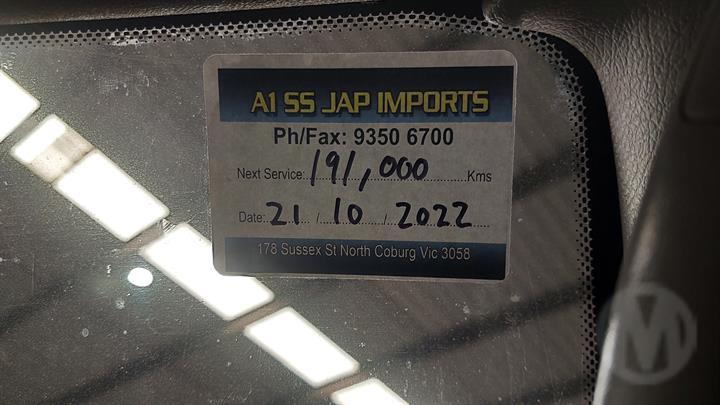 A1 SS JAP IMPORTS
Ph/Fax: 9350 6700
Next Service: 191,000 Kms
Date: 21 / 10 / 2022
178 Sussex St North Coburg Vic 3058
M